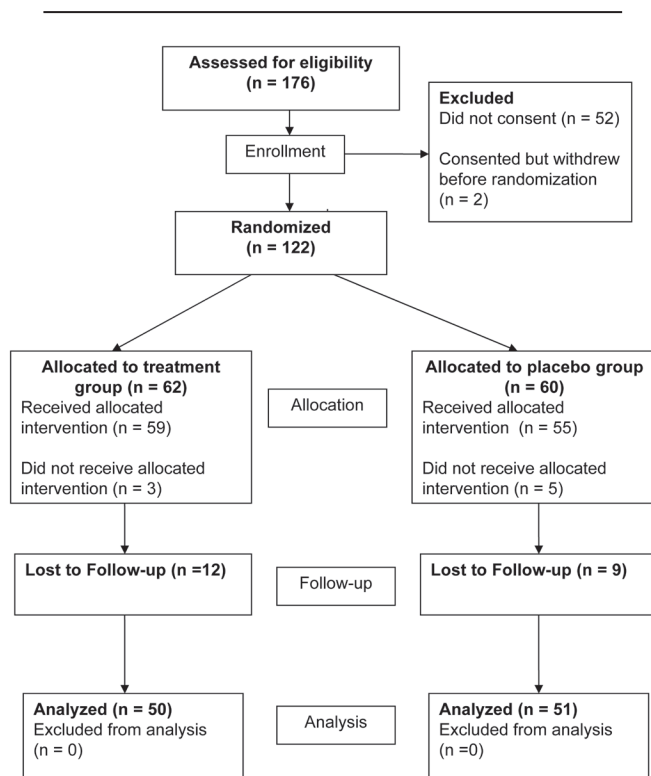 Assessed for eligibility
(n = 176)
Excluded
Did not consent (n = 52)
Consented but withdrew
before randomization
(n = 2)
Enrollment
Randomized
(n = 122)
Allocated to treatment
group (n = 62)
Received allocated
intervention (n = 59)
Did not receive allocated
intervention (n = 3)
Allocation
Allocated to placebo group
(n = 60)
Received allocated
intervention (n = 55)
Did not receive allocated
intervention (n = 5)
Lost to Follow-up (n =12)
Follow-up
Lost to Follow-up (n = 9)
Analyzed (n = 50)
Excluded from analysis
(n = 0)
Analysis
Analyzed (n = 51)
Excluded from analysis
(n =0)